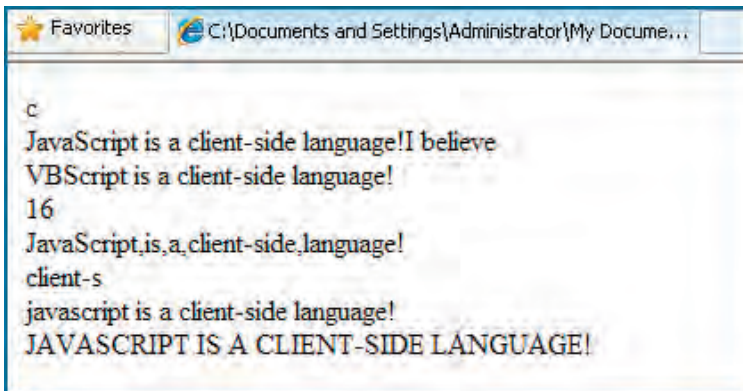 Favorites
C:\Documents and Settings\Administrator\My Docume...
c
JavaScript is a client-side language!I believe
VBScript is a client-side language!
16
JavaScript,is,a,client-side,language!
client-s
javascript is a client-side language!
JAVASCRIPT IS A CLIENT-SIDE LANGUAGE!